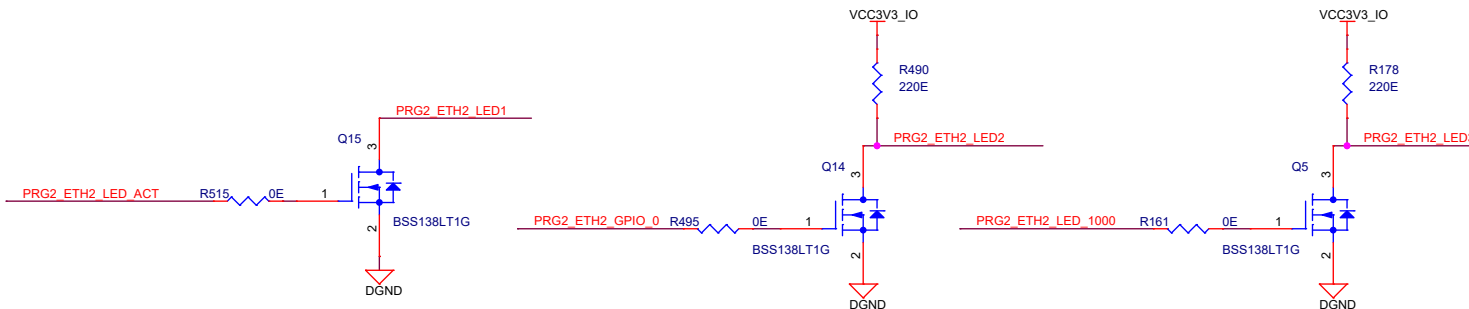 VCC3V3_IO
VCC3V3_IO
R490
220E
R178
220E
PRG2_ETH2_LED1
Q15
3
PRG2_ETH2_LED2
PRG2_ETH2_LED3
Q14
3
Q5
3
PRG2_ETH2_LED_ACT
R515
0E
1
BSS138LT1G
2
PRG2_ETH2_GPIO_0
R495
0E
1
BSS138LT1G
2
PRG2_ETH2_LED_1000
R161
0E
1
BSS138LT1G
2
DGND
DGND
DGND